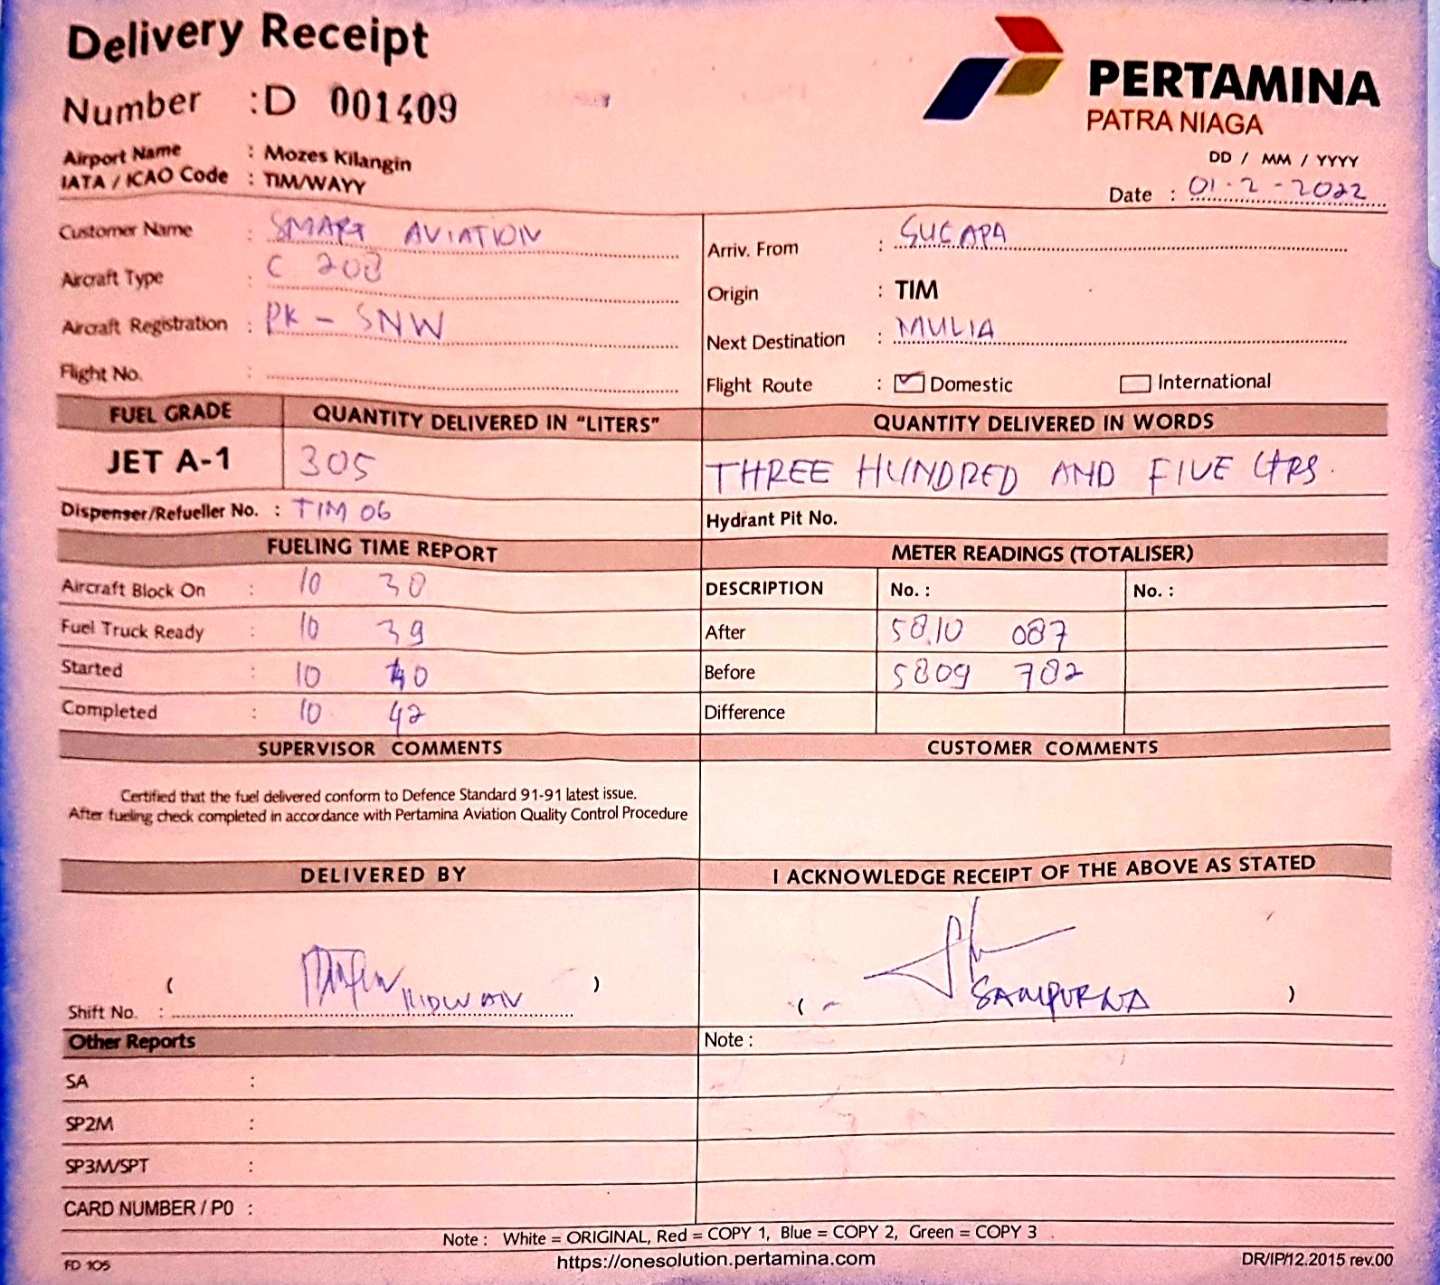 Delivery Receipt
PERTAMINA
PATRA NIAGA
Number : D 001409
Airport Name : Mozes Kilangin
IATA / ICAO Code : TIM/WAYY
DD / MM / YYYY
Date : 01-2-2022
Customer Name : SMART AVIATION
Aircraft Type : C 208
Aircraft Registration : PK - SNW
Flight No. :
Arriv. From : SUGAPA
Origin : TIM
Next Destination : MULIA
Flight Route : Domestic International
FUEL GRADE QUANTITY DELIVERED IN "LITERS" QUANTITY DELIVERED IN WORDS
JET A-1 305 THREE HUNDRED AND FIVE LTRS.
Dispenser/Refueller No. : TIM 06 Hydrant Pit No.
FUELING TIME REPORT METER READINGS (TOTALISER)
Aircraft Block On : 10 30 DESCRIPTION No. : No. :
Fuel Truck Ready : 10 39 After 5810 087
Started : 10 40 Before 5809 782
Completed : 10 42 Difference
SUPERVISOR COMMENTS CUSTOMER COMMENTS
Certified that the fuel delivered conform to Defence Standard 91-91 latest issue.
After fueling check completed in accordance with Pertamina Aviation Quality Control Procedure
DELIVERED BY I ACKNOWLEDGE RECEIPT OF THE ABOVE AS STATED
( RIDWAN ) ( SAMPURNA )
Shift No. :
Other Reports Note :
SA :
SP2M :
SP3M/SPT :
CARD NUMBER / PO :
Note : White = ORIGINAL, Red = COPY 1, Blue = COPY 2, Green = COPY 3
FD 105 https://onesolution.pertamina.com DR/IP/12.2015 rev.00